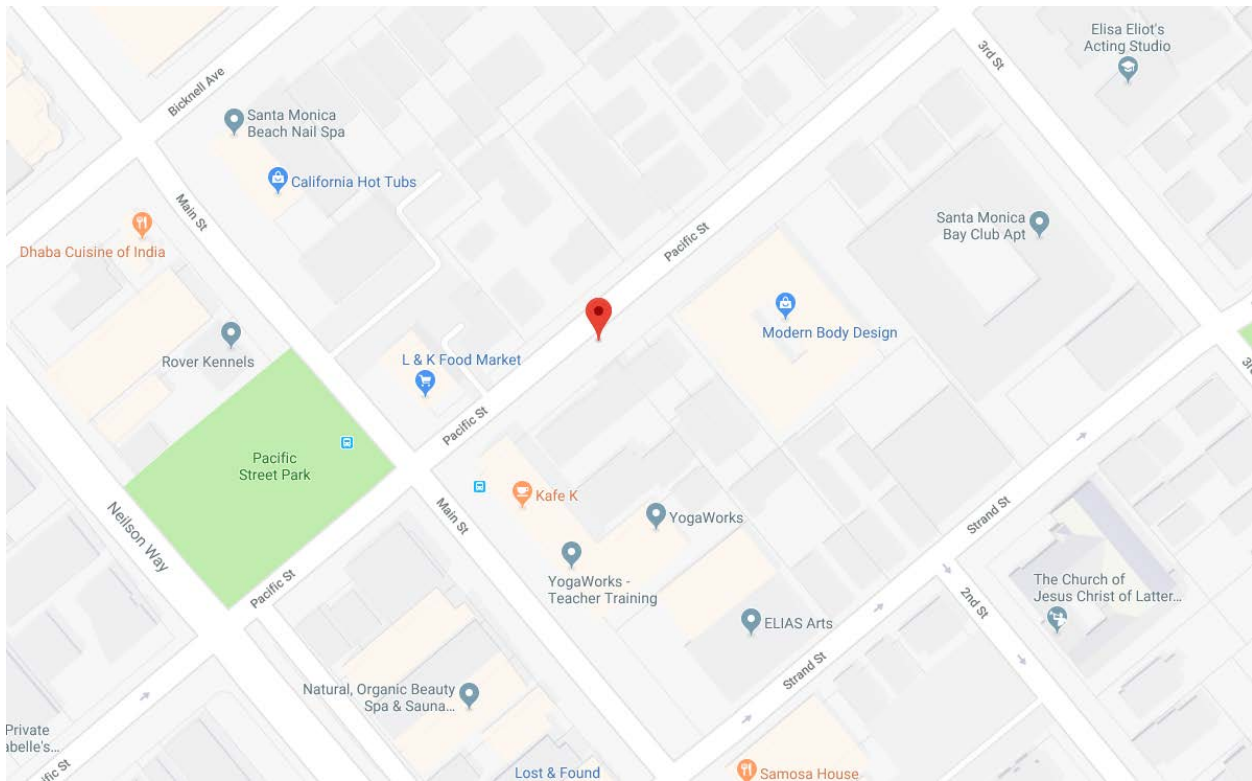 Elisa Eliot's
Acting Studio
3rd St
Bicknell Ave
Santa Monica
Beach Nail Spa
California Hot Tubs
Main St
Dhaba Cuisine of India
Pacific St
Santa Monica
Bay Club Apt
Modern Body Design
Rover Kennels
L & K Food Market
Pacific St
Pacific
Street Park
Kafe K
Main St
YogaWorks
Strand St
Neilson Way
Pacific St
YogaWorks -
Teacher Training
The Church of
Jesus Christ of Latter...
2nd St
ELIAS Arts
Strand St
Natural, Organic Beauty
Spa & Sauna...
Private
abelle's...
Lost & Found
Samosa House